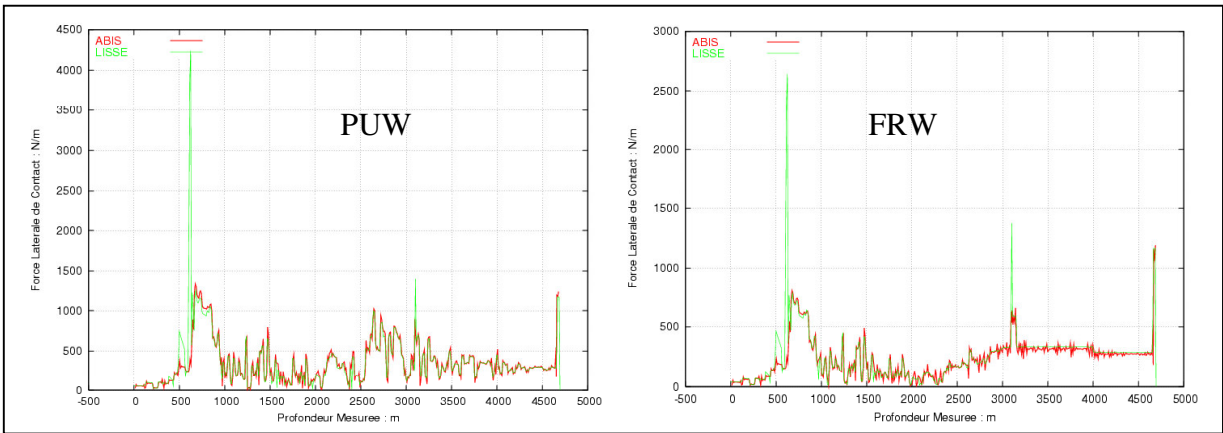 4500
4000
3500
3000
2500
2000
1500
1000
500
0
ABIS
LISSE
PUW
Force Laterale de Contact : N/m
-500 0 500 1000 1500 2000 2500 3000 3500 4000 4500 5000
Profondeur Mesuree : m
3000
2500
2000
1500
1000
500
0
ABIS
LISSE
FRW
Force Laterale de Contact : N/m
-500 0 500 1000 1500 2000 2500 3000 3500 4000 4500 5000
Profondeur Mesuree : m